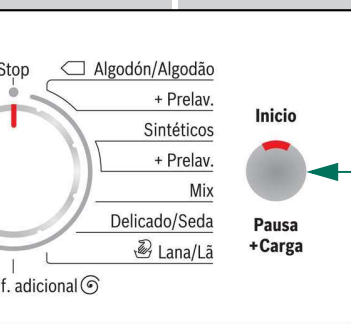 Stop
Algodón/Algodão
+ Prelav.
Sintéticos
+ Prelav.
Mix
Delicado/Seda
Lana/Lã
f. adicional
Inicio
Pausa
+Carga